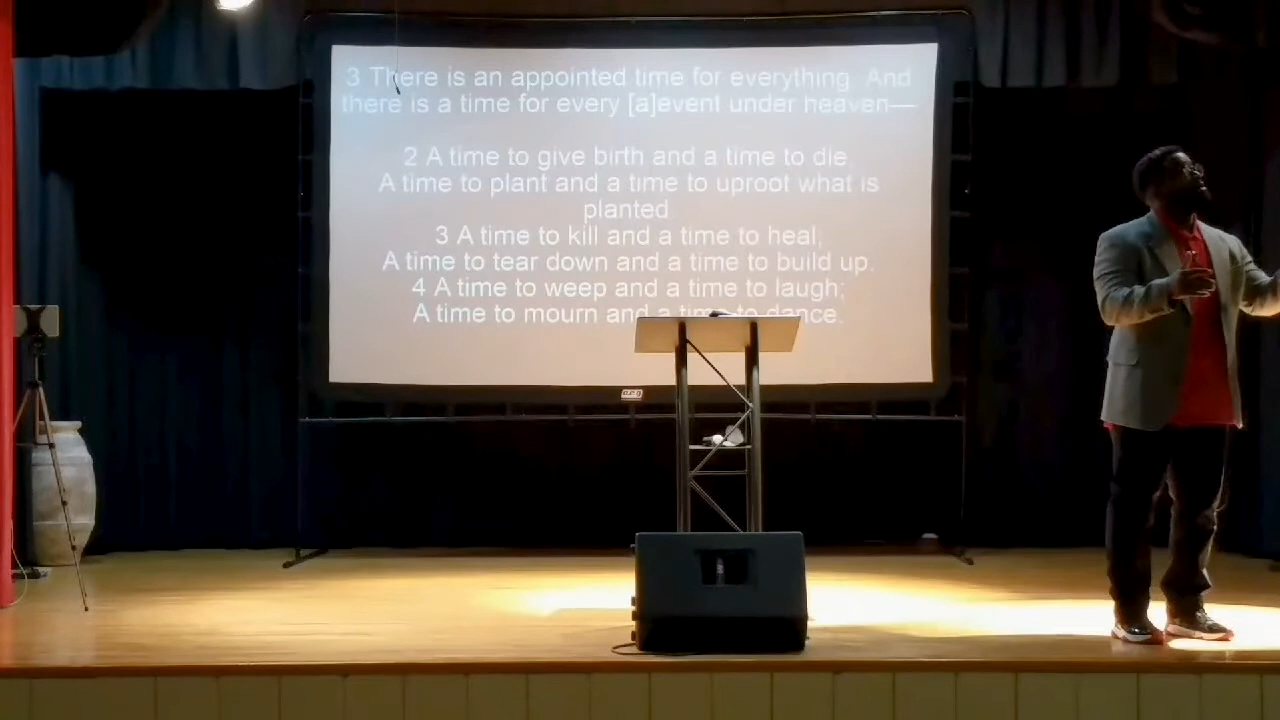 3 There is an appointed time for everything. And
there is a time for every [a]event under heaven—
2 A time to give birth and a time to die
A time to plant and a time to uproot what is
planted.
3 A time to kill and a time to heal;
A time to tear down and a time to build up.
4 A time to weep and a time to laugh;
A time to mourn and a time to dance.